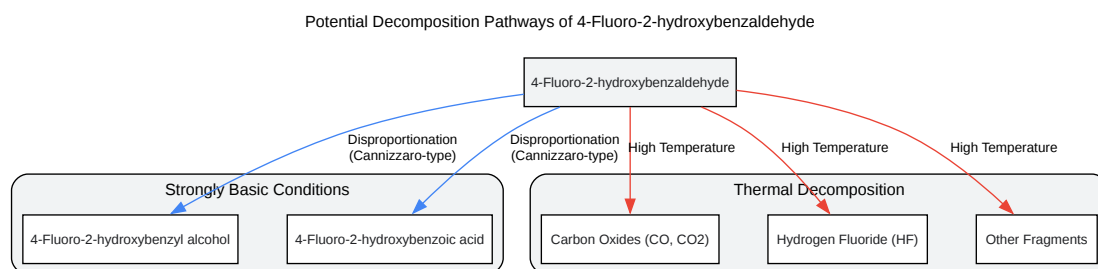 Potential Decomposition Pathways of 4-Fluoro-2-hydroxybenzaldehyde
4-Fluoro-2-hydroxybenzaldehyde
Disproportionation
(Cannizzaro-type)
Disproportionation
(Cannizzaro-type)
High Temperature
High Temperature
High Temperature
Strongly Basic Conditions
Thermal Decomposition
4-Fluoro-2-hydroxybenzyl alcohol
4-Fluoro-2-hydroxybenzoic acid
Carbon Oxides (CO, CO2)
Hydrogen Fluoride (HF)
Other Fragments